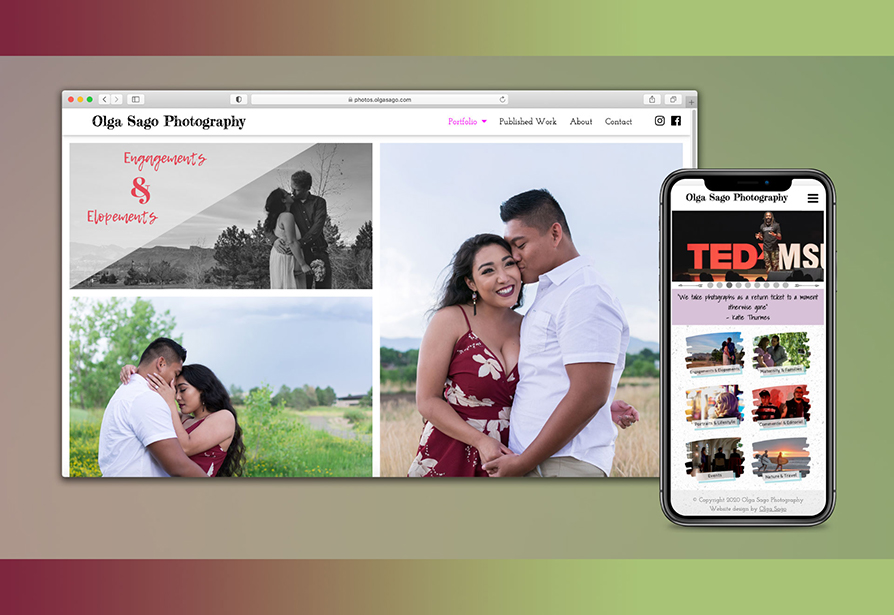 photos.olgasago.com
Olga Sago Photography
Portfolio
Published Work
About
Contact
Engagements
&
Elopements
Olga Sago Photography
TEDxMSU
"We take photographs as a return ticket to a moment
otherwise gone"
- Katie Thurmes
Engagements & Elopements
Maternity & Families
Portraits & Lifestyle
Commercial & Editorial
Events
Nature & Travel
© Copyright 2020 Olga Sago Photography
Website design by Olga Sago